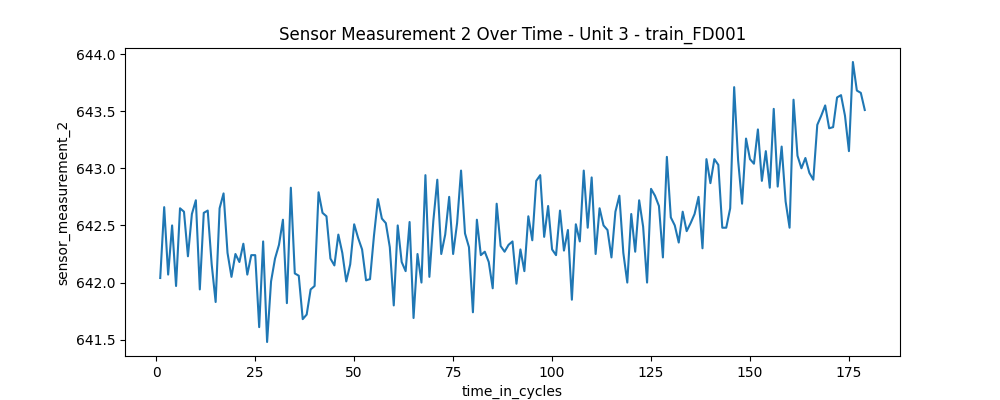 Sensor Measurement 2 Over Time - Unit 3 - train_FD001
644.0
643.5
643.0
642.5
642.0
641.5
sensor_measurement_2
0 25 50 75 100 125 150 175
time_in_cycles